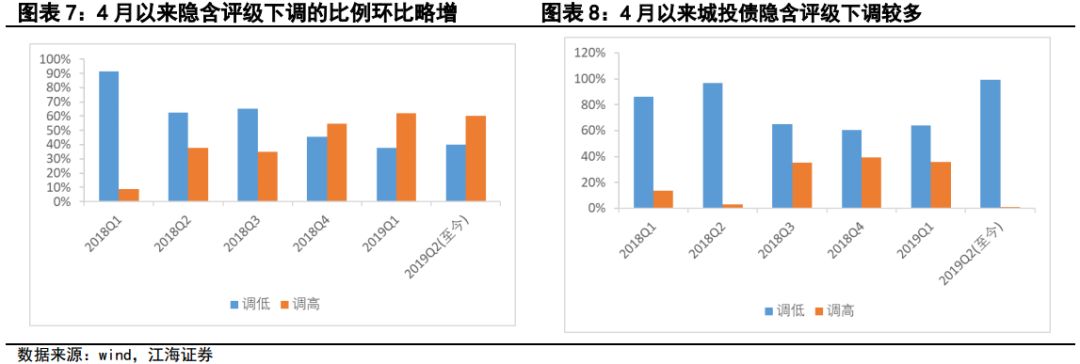 图表 7：4 月以来隐含评级下调的比例环比略增
100%
90%
80%
70%
60%
50%
40%
30%
20%
10%
0%
2018Q1
2018Q2
2018Q3
2018Q4
2019Q1
2019Q2(至今)
调低 调高
图表 8：4 月以来城投债隐含评级下调较多
120%
100%
80%
60%
40%
20%
0%
2018Q1
2018Q2
2018Q3
2018Q4
2019Q1
2019Q2(至今)
调低 调高
数据来源：wind，江海证券